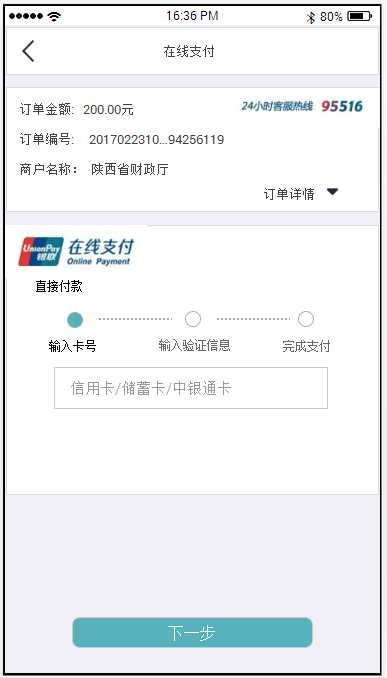 16:36 PM 80%
在线支付
订单金额: 200.00元 24小时客服热线 95516
订单编号: 2017022310...94256119
商户名称: 陕西省财政厅
订单详情
UnionPay 银联 在线支付
Online Payment
直接付款
输入卡号 输入验证信息 完成支付
信用卡/储蓄卡/中银通卡
下一步